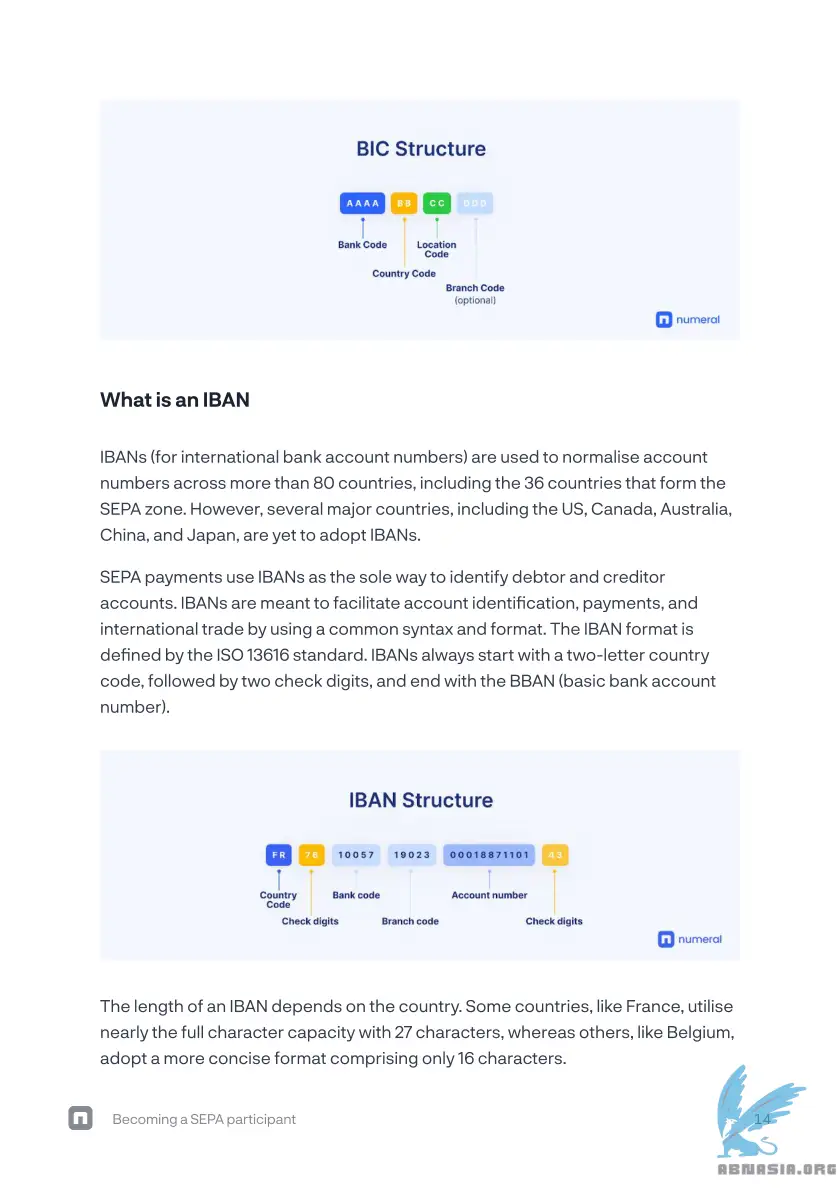 BIC Structure
AAAA BB CC DDD
Bank Code
Location
Code
Country Code
Branch Code
(optional)
numeral
What is an IBAN
IBANs (for international bank account numbers) are used to normalise account
numbers across more than 80 countries, including the 36 countries that form the
SEPA zone. However, several major countries, including the US, Canada, Australia,
China, and Japan, are yet to adopt IBANs.
SEPA payments use IBANs as the sole way to identify debtor and creditor
accounts. IBANs are meant to facilitate account identification, payments, and
international trade by using a common syntax and format. The IBAN format is
defined by the ISO 13616 standard. IBANs always start with a two-letter country
code, followed by two check digits, and end with the BBAN (basic bank account
number).
IBAN Structure
FR 76 10057 19023 00018871101 43
Country
Code
Bank code
Account number
Check digits
Branch code
Check digits
numeral
The length of an IBAN depends on the country. Some countries, like France, utilise
nearly the full character capacity with 27 characters, whereas others, like Belgium,
adopt a more concise format comprising only 16 characters.
Becoming a SEPA participant
14
ABNASIA.ORG